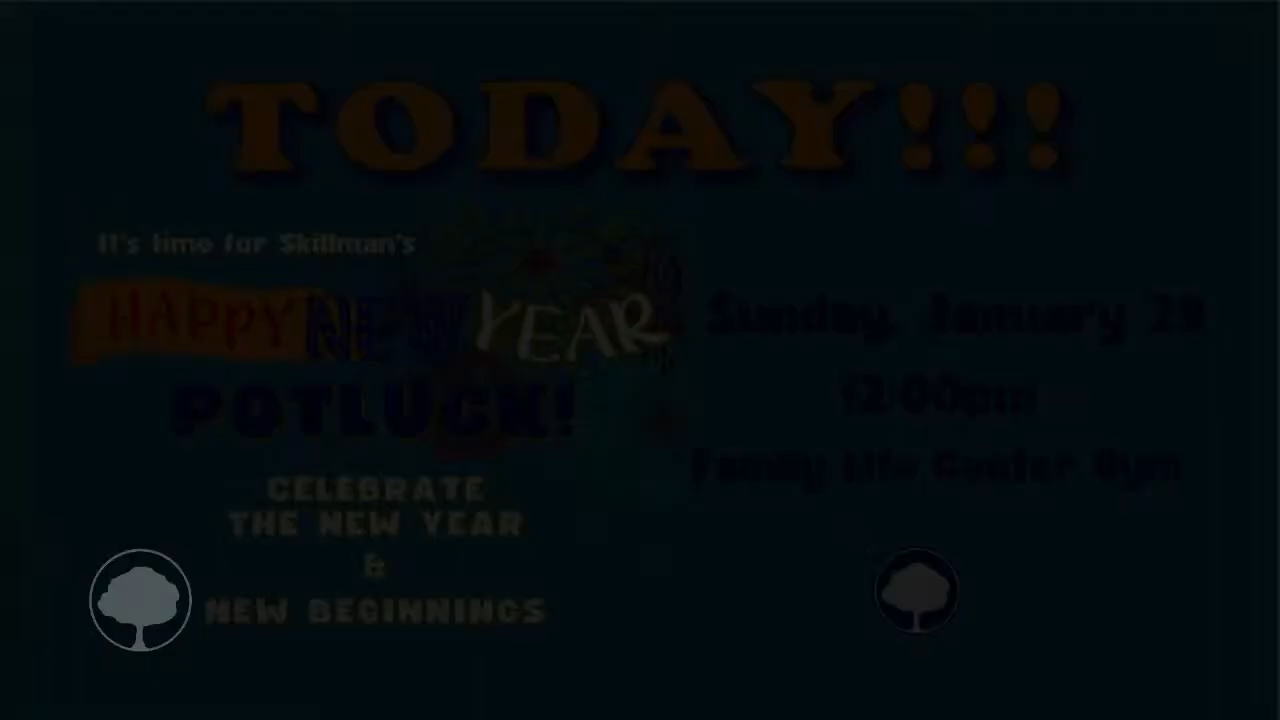 TODAY!!!
It's time for Skillman's
HAPPY NEW YEAR
POTLUCK!
CELEBRATE
THE NEW YEAR
&
NEW BEGINNINGS
Sunday, January 29
12:00pm
Family Life Center Gym